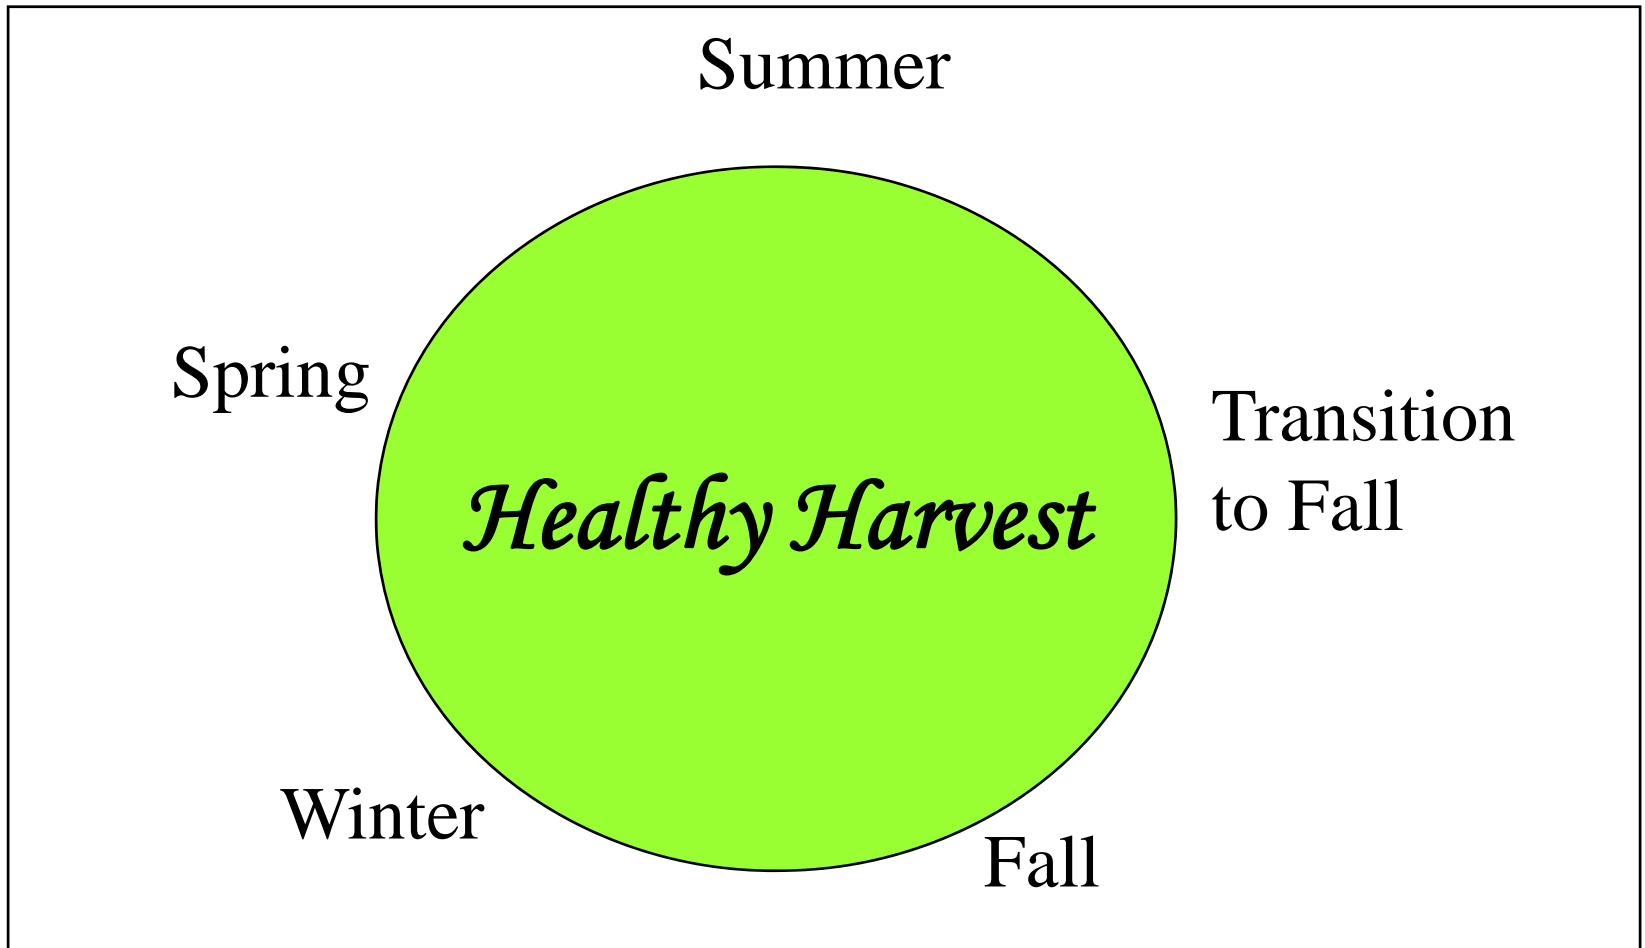 Summer
Spring
Transition
to Fall
Healthy Harvest
Winter
Fall